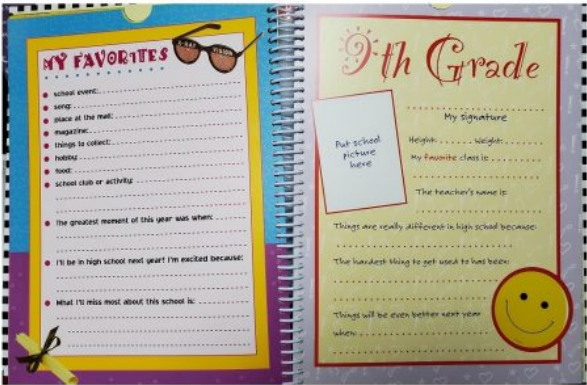 MY FAVORITES
X-RAY VISION
school event:
song:
place at the mall:
magazine:
things to collect:
hobby:
food:
school club or activity:
The greatest moment of this year was when:
I'll be in high school next year! I'm excited because:
What I'll miss most about this school is:
9th Grade
My signature
Put school
picture
here
Height: Weight:
My favorite class is:
The teacher's name is:
Things are really different in high school because:
The hardest thing to get used to has been:
Things will be even better next year
when: